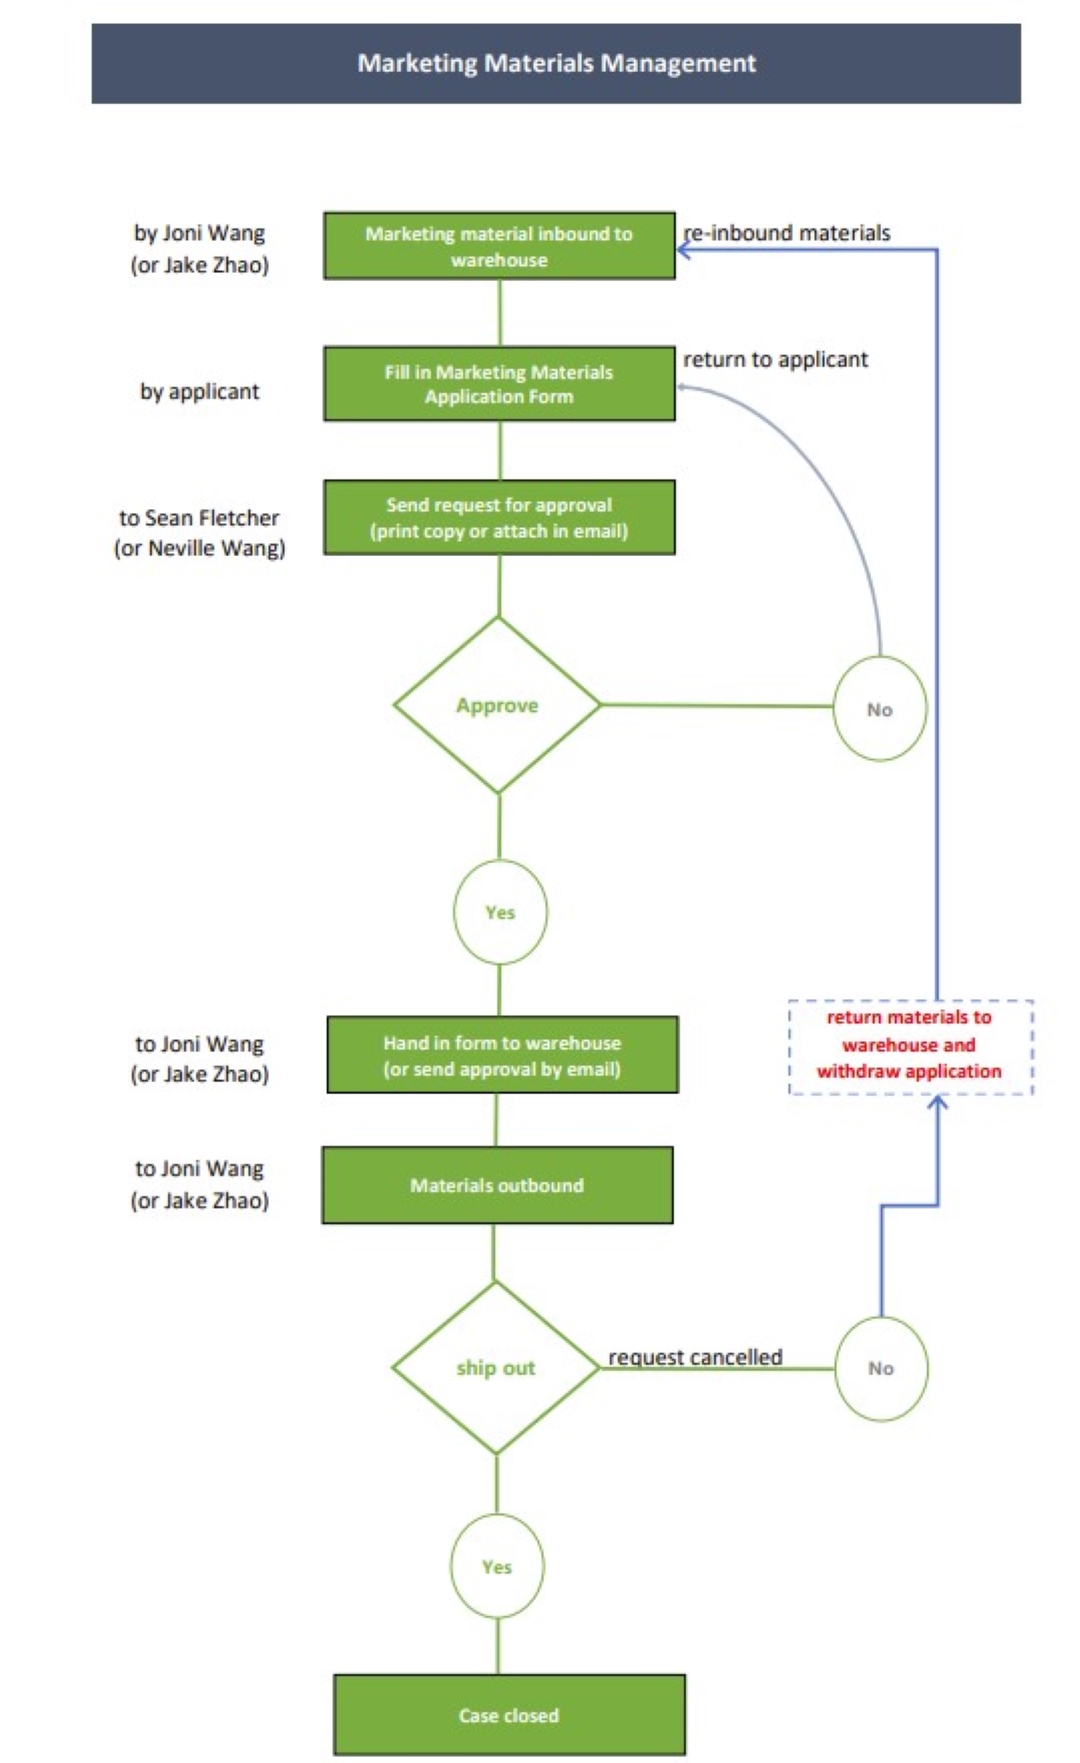 Marketing Materials Management
by Joni Wang
(or Jake Zhao)
Marketing material inbound to
warehouse
re-inbound materials
by applicant
Fill in Marketing Materials
Application Form
return to applicant
to Sean Fletcher
(or Neville Wang)
Send request for approval
(print copy or attach in email)
Approve
No
Yes
to Joni Wang
(or Jake Zhao)
Hand in form to warehouse
(or send approval by email)
return materials to
warehouse and
withdraw application
to Joni Wang
(or Jake Zhao)
Materials outbound
ship out
request cancelled
No
Yes
Case closed